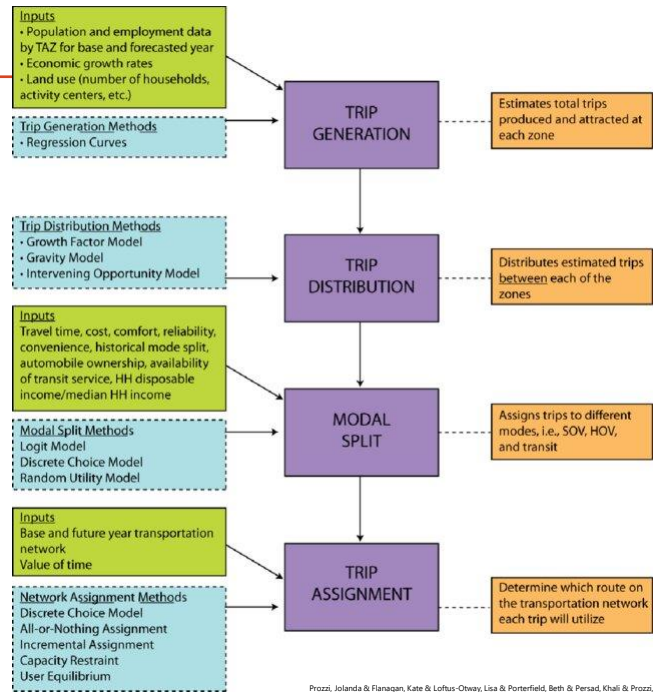 Inputs
• Population and employment data
by TAZ for base and forecasted year
• Economic growth rates
• Land use (number of households,
activity centers, etc.)
Trip Generation Methods
• Regression Curves
TRIP
GENERATION
Estimates total trips
produced and attracted at
each zone
Trip Distribution Methods
• Growth Factor Model
• Gravity Model
• Intervening Opportunity Model
TRIP
DISTRIBUTION
Distributes estimated trips
between each of the
zones
Inputs
Travel time, cost, comfort, reliability,
convenience, historical mode split,
automobile ownership, availability
of transit service, HH disposable
income/median HH income
Modal Split Methods
Logit Model
Discrete Choice Model
Random Utility Model
MODAL
SPLIT
Assigns trips to different
modes, i.e., SOV, HOV,
and transit
Inputs
Base and future year transportation
network
Value of time
Network Assignment Methods
Discrete Choice Model
All-or-Nothing Assignment
Incremental Assignment
Capacity Restraint
User Equilibrium
TRIP
ASSIGNMENT
Determine which route on
the transportation network
each trip will utilize
Prozzi, Jolanda & Flanagan, Kate & Loftus-Otway, Lisa & Porterfield, Beth & Persad, Khali & Prozzi,